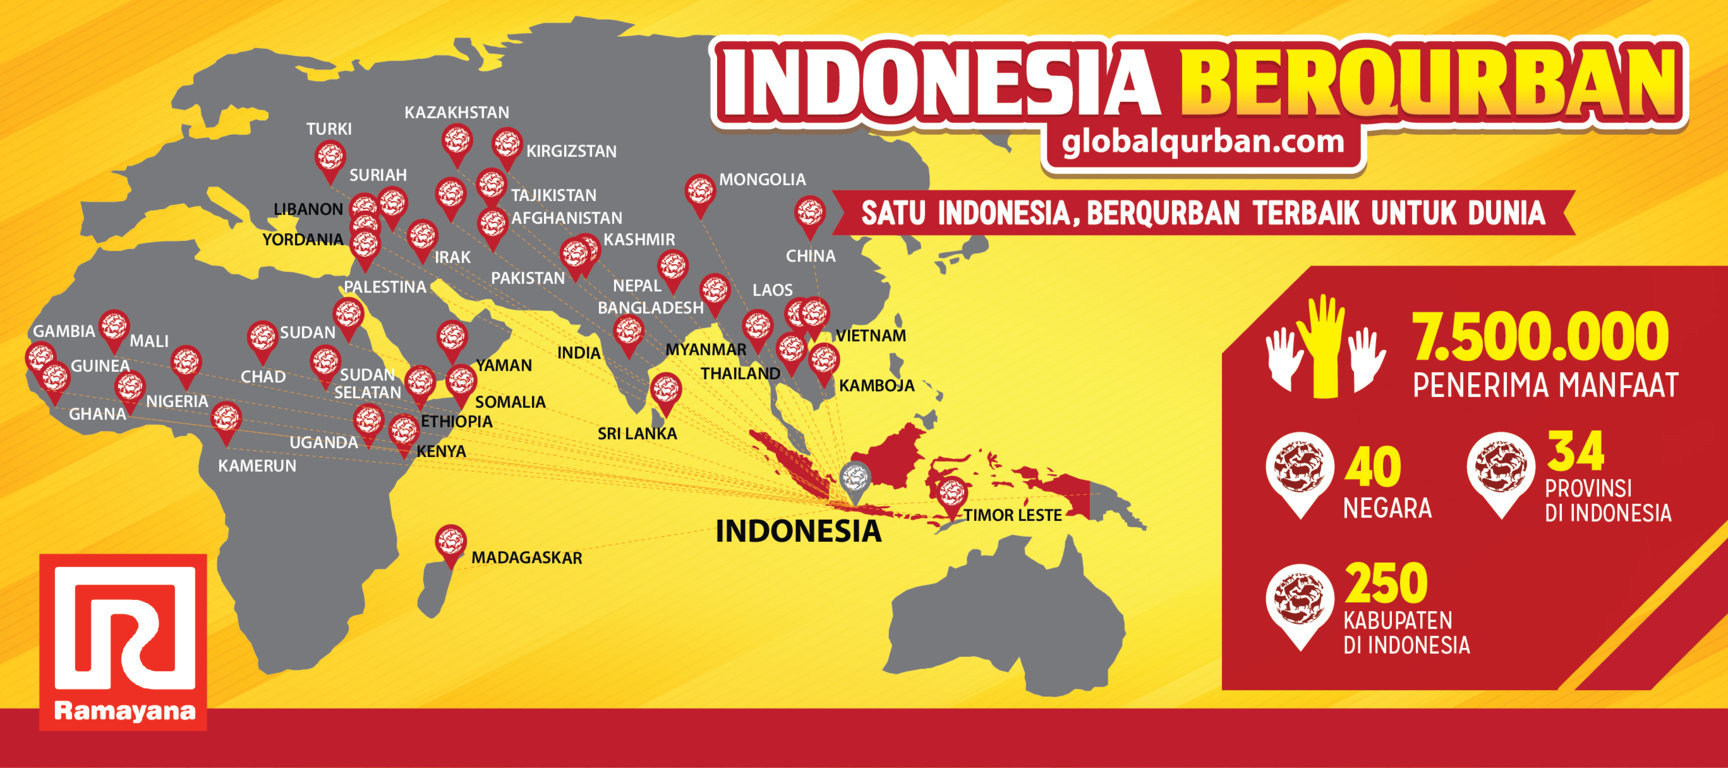 INDONESIA BERQURBAN
globalqurban.com
SATU INDONESIA, BERQURBAN TERBAIK UNTUK DUNIA
KAZAKHSTAN
TURKI
KIRGIZSTAN
SURIAH
MONGOLIA
TAJIKISTAN
LIBANON
AFGHANISTAN
YORDANIA
KASHMIR
IRAK
CHINA
PAKISTAN
PALESTINA
NEPAL
LAOS
BANGLADESH
GAMBIA
MALI
SUDAN
VIETNAM
INDIA
MYANMAR
GUINEA
YAMAN
CHAD
SUDAN
SELATAN
THAILAND
KAMBOJA
NIGERIA
SOMALIA
GHANA
ETHIOPIA
SRI LANKA
UGANDA
KENYA
KAMERUN
TIMOR LESTE
INDONESIA
MADAGASKAR
7.500.000
PENERIMA MANFAAT
40
NEGARA
34
PROVINSI
DI INDONESIA
250
KABUPATEN
DI INDONESIA
Ramayana